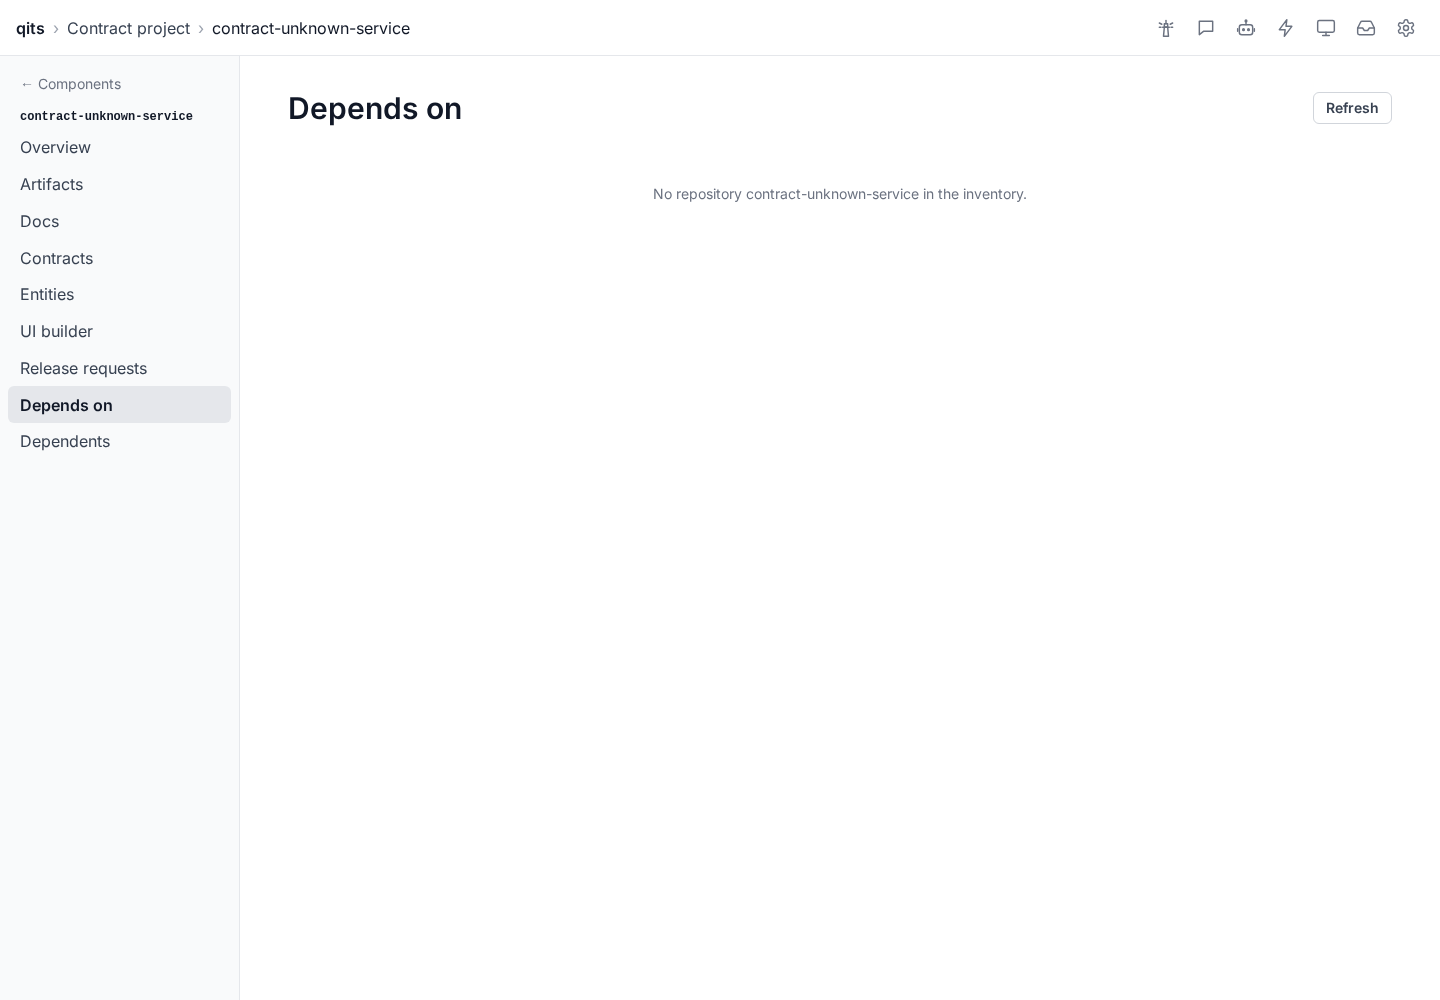 qits › Contract project › contract-unknown-service
← Components
contract-unknown-service
Overview
Artifacts
Docs
Contracts
Entities
UI builder
Release requests
Depends on
Dependents
Depends on
Refresh
No repository contract-unknown-service in the inventory.